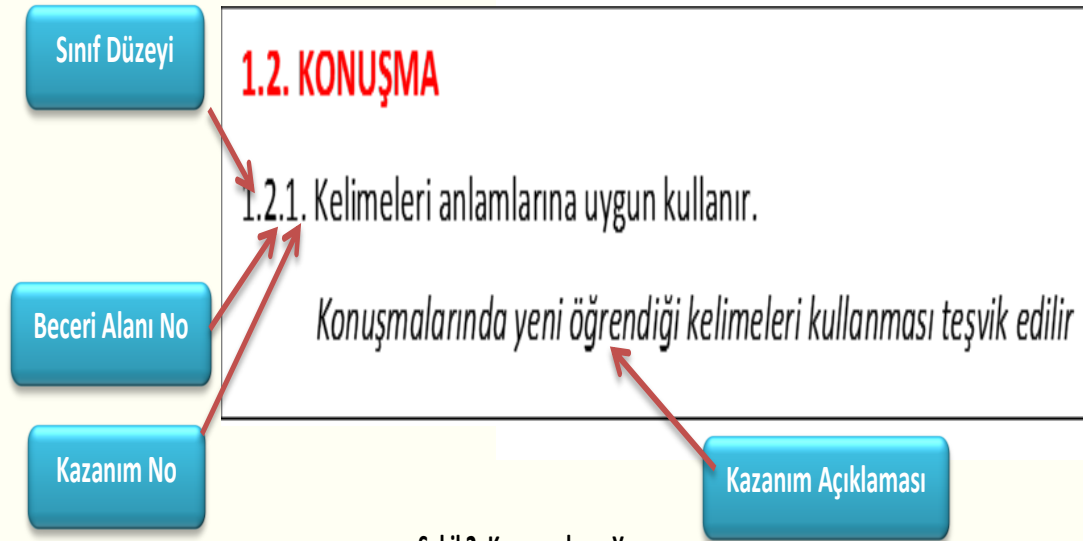 Sınıf Düzeyi
1.2. KONUŞMA
1.2.1. Kelimeleri anlamlarına uygun kullanır.
Beceri Alanı No
Konuşmalarında yeni öğrendiği kelimeleri kullanması teşvik edilir
Kazanım No
Kazanım Açıklaması